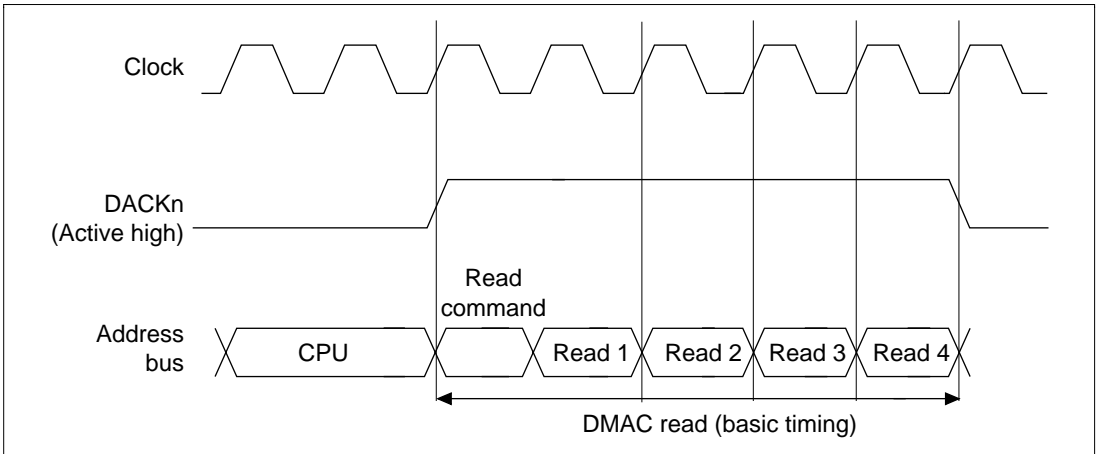 Clock
DACKn
(Active high)
Read
command
Address
bus
CPU
Read 1
Read 2
Read 3
Read 4
DMAC read (basic timing)